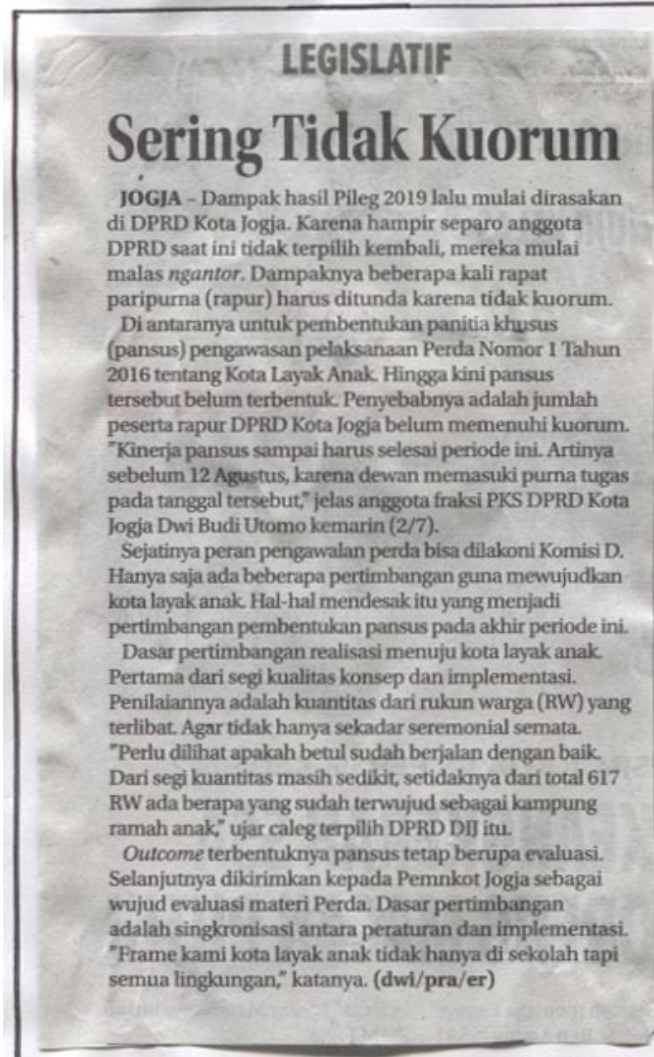 LEGISLATIF
Sering Tidak Kuorum
JOGJA – Dampak hasil Pileg 2019 lalu mulai dirasakan
di DPRD Kota Jogja. Karena hampir separo anggota
DPRD saat ini tidak terpilih kembali, mereka mulai
malas ngantor. Dampaknya beberapa kali rapat
paripurna (rapur) harus ditunda karena tidak kuorum.
Di antaranya untuk pembentukan panitia khusus
(pansus) pengawasan pelaksanaan Perda Nomor 1 Tahun
2016 tentang Kota Layak Anak. Hingga kini pansus
tersebut belum terbentuk. Penyebabnya adalah jumlah
peserta rapur DPRD Kota Jogja belum memenuhi kuorum.
"Kinerja pansus sampai harus selesai periode ini. Artinya
sebelum 12 Agustus, karena dewan memasuki purna tugas
pada tanggal tersebut," jelas anggota fraksi PKS DPRD Kota
Jogja Dwi Budi Utomo kemarin (2/7).
Sejatinya peran pengawalan perda bisa dilakoni Komisi D.
Hanya saja ada beberapa pertimbangan guna mewujudkan
kota layak anak. Hal-hal mendesak itu yang menjadi
pertimbangan pembentukan pansus pada akhir periode ini.
Dasar pertimbangan realisasi menuju kota layak anak.
Pertama dari segi kualitas konsep dan implementasi.
Penilaiannya adalah kuantitas dari rukun warga (RW) yang
terlibat. Agar tidak hanya sekadar seremonial semata.
"Perlu dilihat apakah betul sudah berjalan dengan baik.
Dari segi kuantitas masih sedikit, setidaknya dari total 617
RW ada berapa yang sudah terwujud sebagai kampung
ramah anak," ujar caleg terpilih DPRD DIJ itu.
Outcome terbentuknya pansus tetap berupa evaluasi.
Selanjutnya dikirimkan kepada Pemnkot Jogja sebagai
wujud evaluasi materi Perda. Dasar pertimbangan
adalah singkronisasi antara peraturan dan implementasi.
"Frame kami kota layak anak tidak hanya di sekolah tapi
semua lingkungan," katanya. (dwi/pra/er)